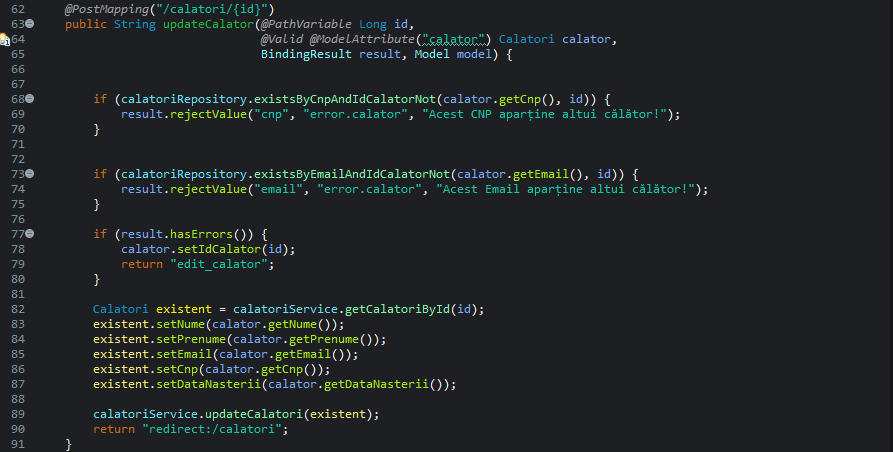 62 @PostMapping("/calatori/{id}")
63 public String updateCalator(@PathVariable Long id,
64 @Valid @ModelAttribute("calator") Calatori calator,
65 BindingResult result, Model model) {
66
67
68 if (calatoriRepository.existsByCnpAndIdCalatorNot(calator.getCnp(), id)) {
69 result.rejectValue("cnp", "error.calator", "Acest CNP aparține altui călător!");
70 }
71
72
73 if (calatoriRepository.existsByEmailAndIdCalatorNot(calator.getEmail(), id)) {
74 result.rejectValue("email", "error.calator", "Acest Email aparține altui călător!");
75 }
76
77 if (result.hasErrors()) {
78 calator.setIdCalator(id);
79 return "edit_calator";
80 }
81
82 Calatori existent = calatoriService.getCalatoriById(id);
83 existent.setNume(calator.getNume());
84 existent.setPrenume(calator.getPrenume());
85 existent.setEmail(calator.getEmail());
86 existent.setCnp(calator.getCnp());
87 existent.setDataNasterii(calator.getDataNasterii());
88
89 calatoriService.updateCalatori(existent);
90 return "redirect:/calatori";
91 }